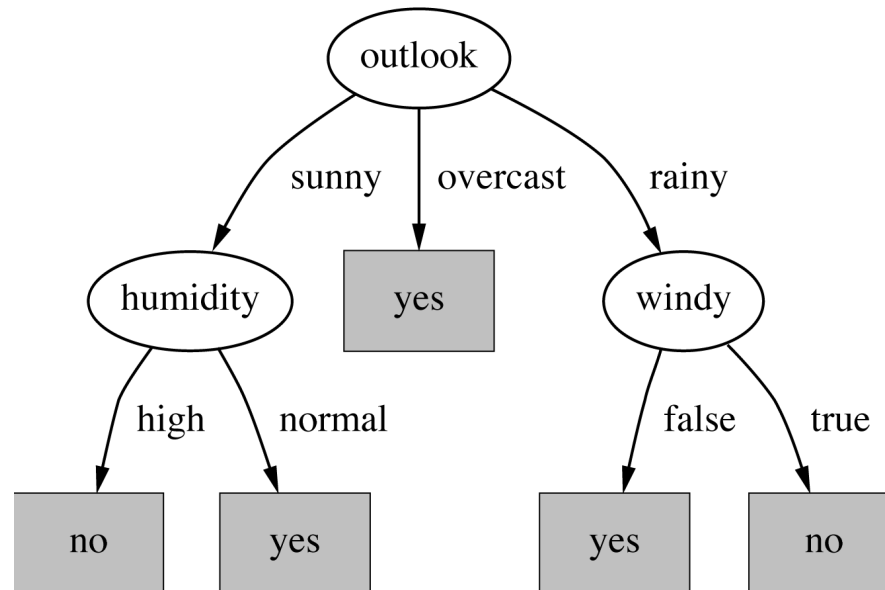 outlook
sunny overcast rainy
humidity yes windy
high normal false true
no yes yes no